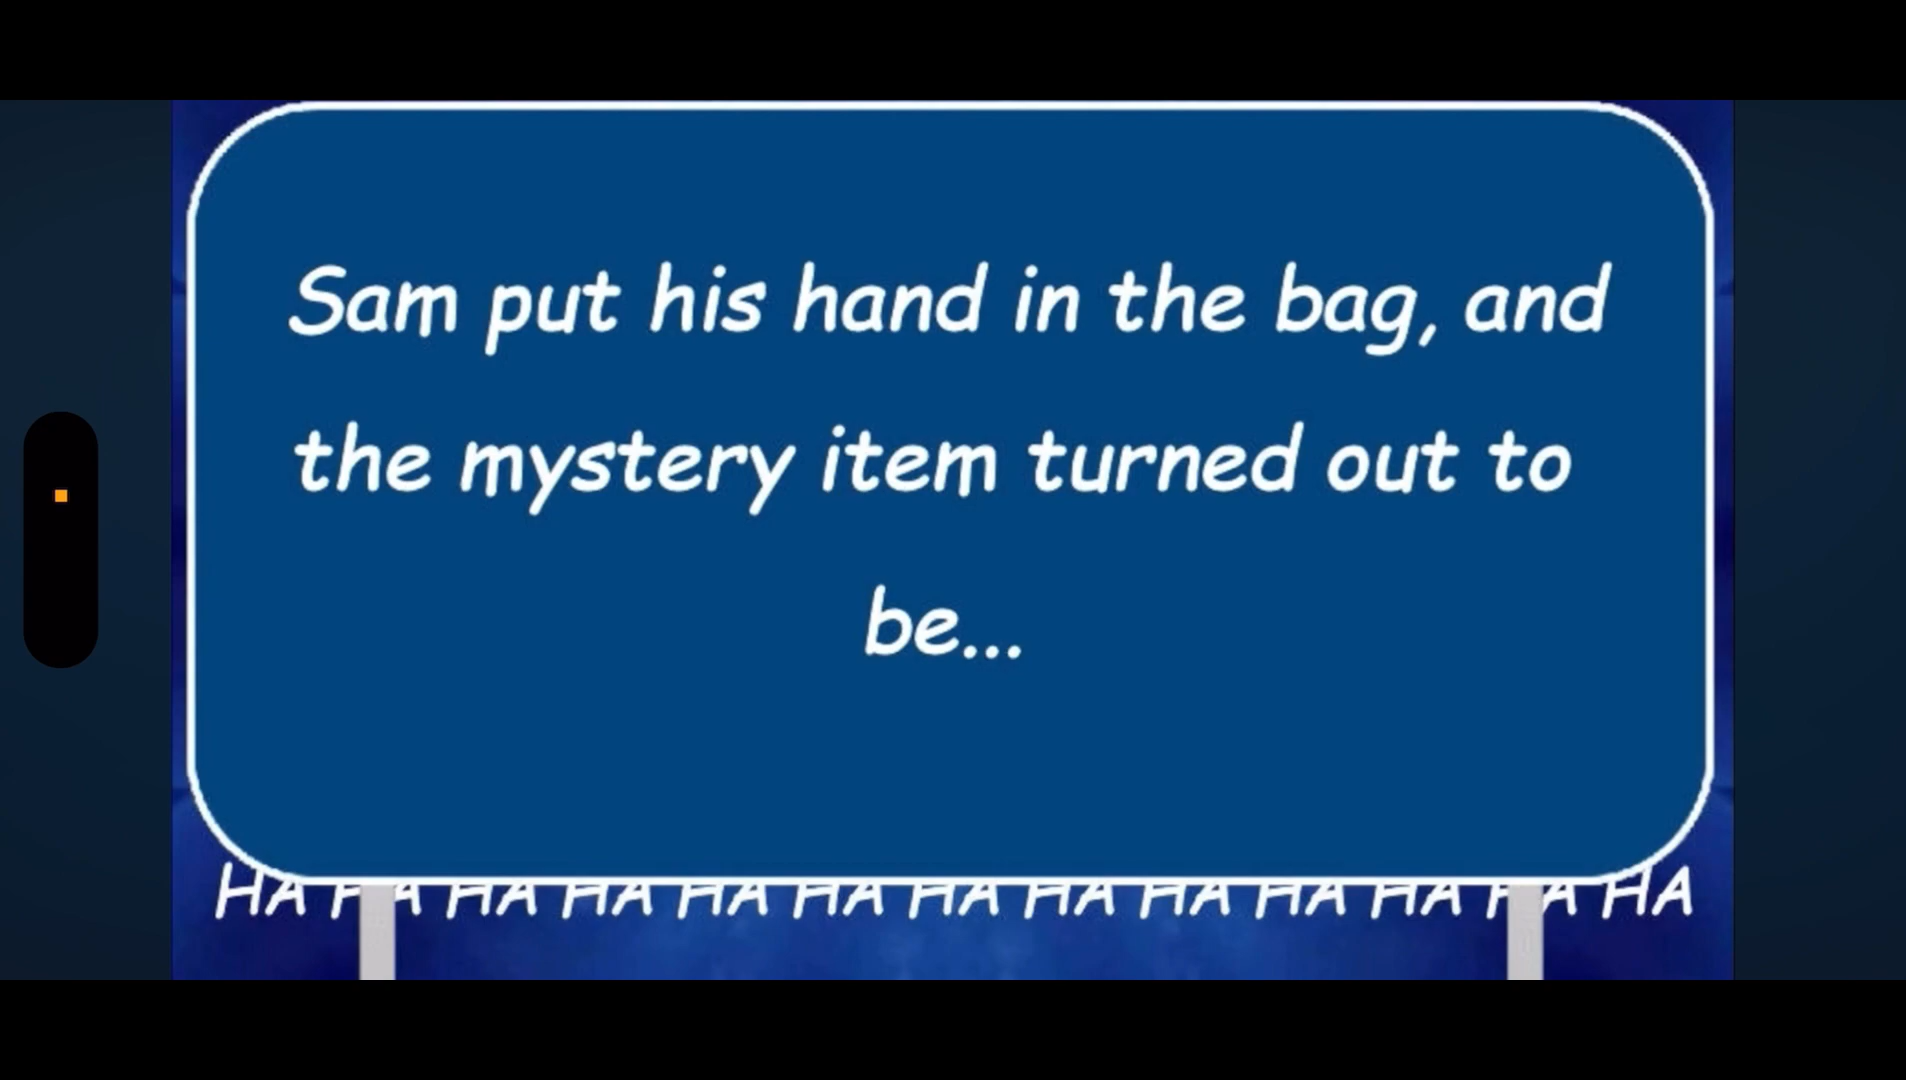 Sam put his hand in the bag, and
the mystery item turned out to
be...
HA HA HA HA HA HA HA HA HA HA HA HA HA